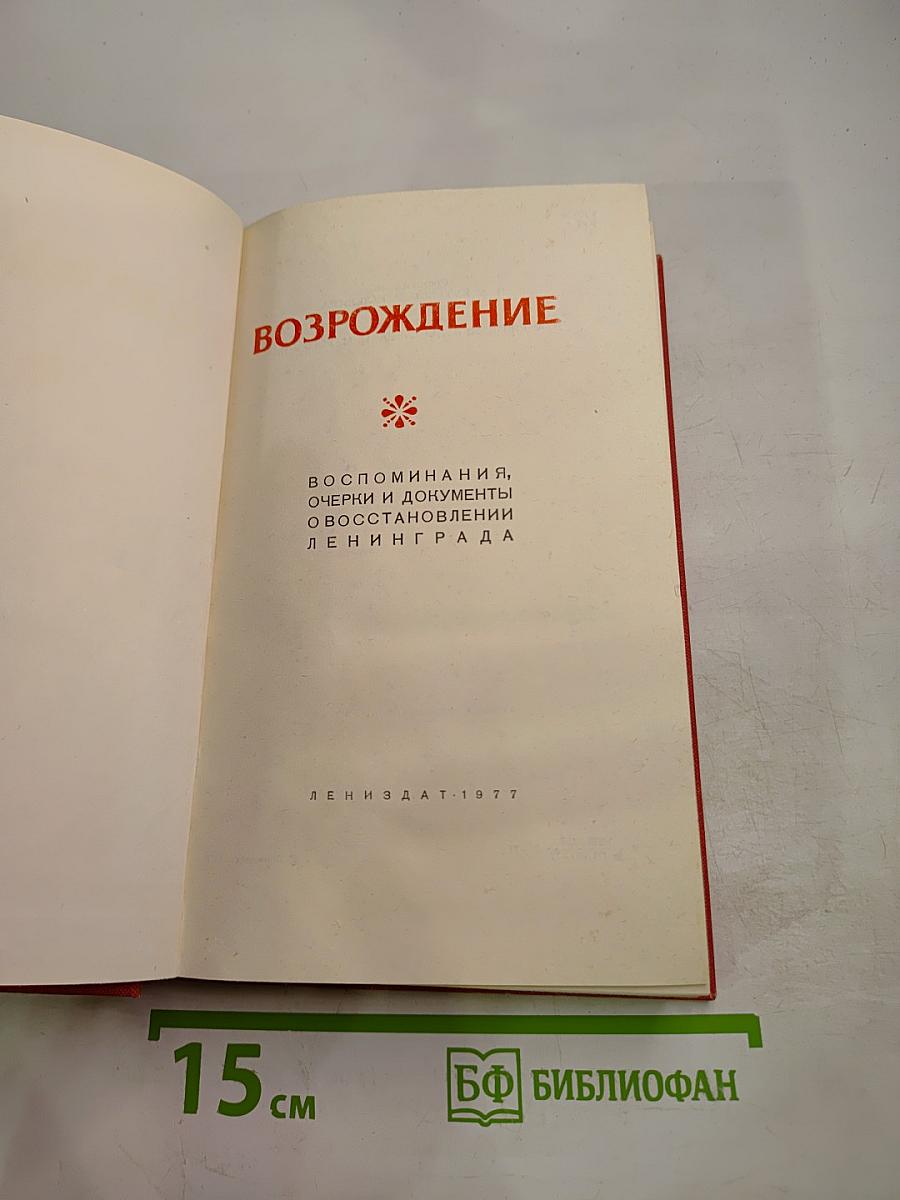 ВОЗРОЖДЕНИЕ
ВОСПОМИНАНИЯ,
ОЧЕРКИ И ДОКУМЕНТЫ
О ВОССТАНОВЛЕНИИ
ЛЕНИНГРАДА
ЛЕНИЗДАТ·1977
15 см
БФ БИБЛИОФАН